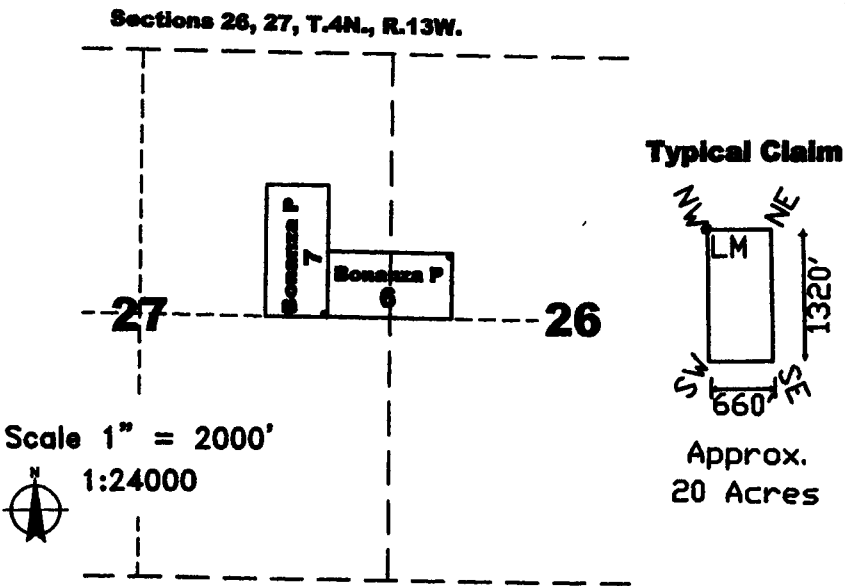 Sections 26, 27, T.4N., R.13W.
Typical Claim
NW
NE
LM
1320'
SW
SE
660'
Approx.
20 Acres
Bonanza P
7
Bonanza P
6
27
26
Scale 1” = 2000'
1:24000
N